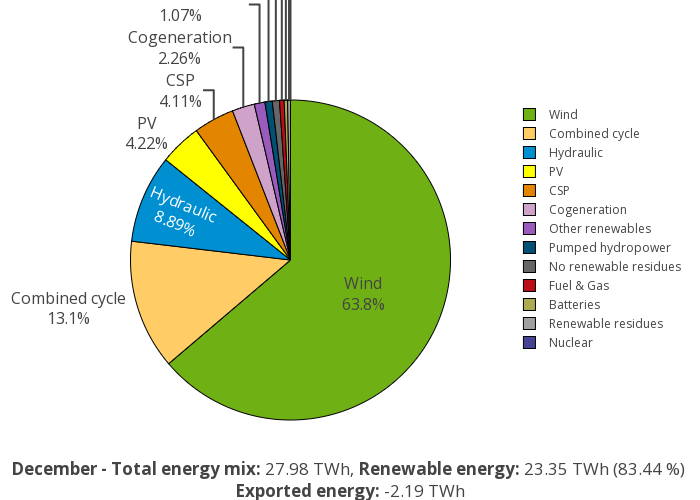 1.07%
Cogeneration
2.26%
CSP
4.11%
PV
4.22%
Hydraulic
8.89%
Combined cycle
13.1%
Wind
63.8%
Wind
Combined cycle
Hydraulic
PV
CSP
Cogeneration
Other renewables
Pumped hydropower
No renewable residues
Fuel & Gas
Batteries
Renewable residues
Nuclear
December - Total energy mix: 27.98 TWh, Renewable energy: 23.35 TWh (83.44 %)
Exported energy: -2.19 TWh